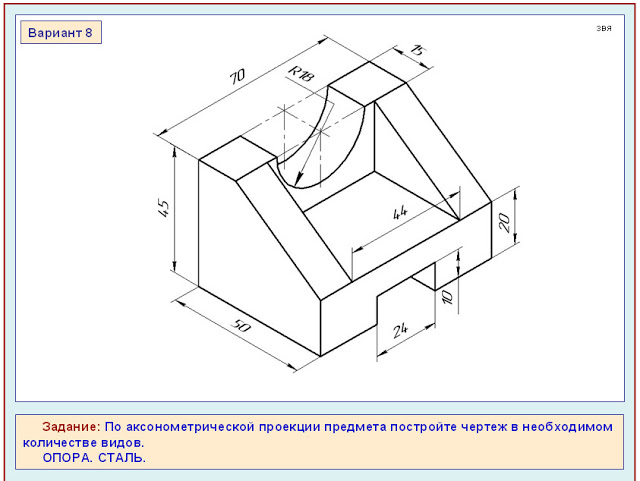 Вариант 8
звя
70
15
R18
45
44
20
10
50
24
Задание: По аксонометрической проекции предмета постройте чертеж в необходимом
количестве видов.
ОПОРА. СТАЛЬ.